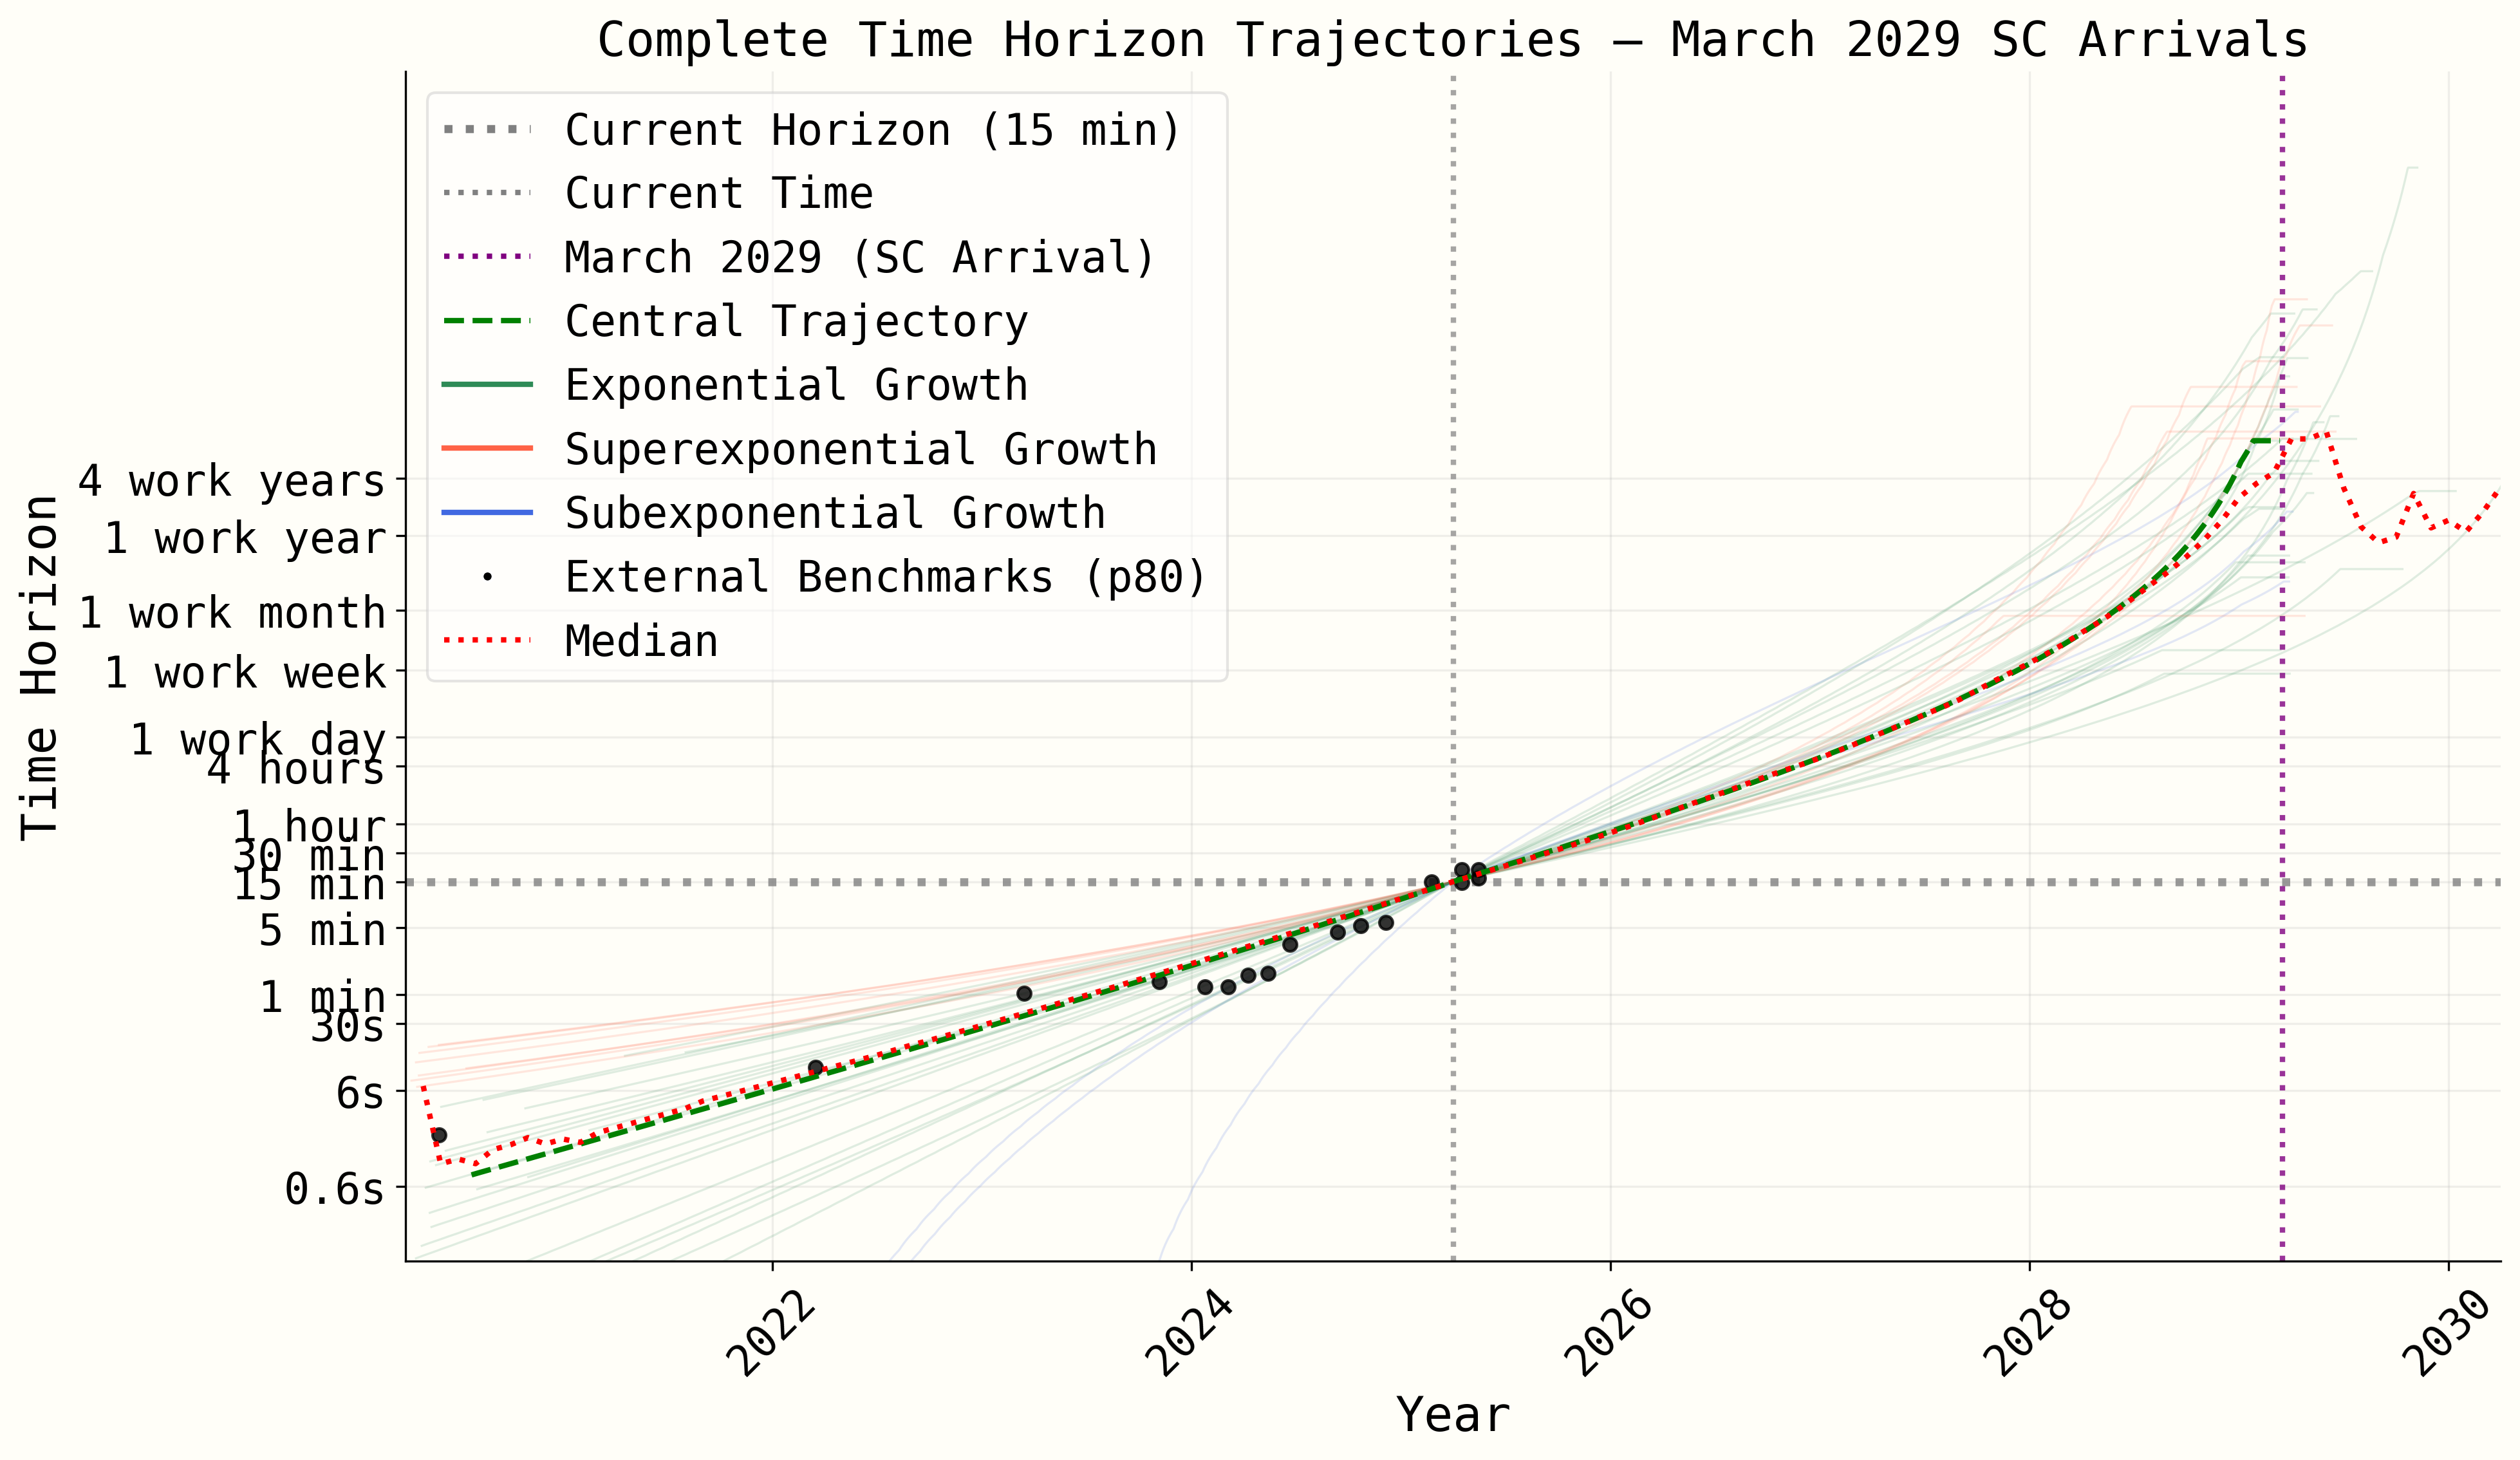 Complete Time Horizon Trajectories — March 2029 SC Arrivals
Current Horizon (15 min)
Current Time
March 2029 (SC Arrival)
Central Trajectory
Exponential Growth
Superexponential Growth
Subexponential Growth
External Benchmarks (p80)
Median
Time Horizon
4 work years
1 work year
1 work month
1 work week
1 work day
4 hours
1 hour
30 min
15 min
5 min
1 min
30s
6s
0.6s
2022
2024
2026
2028
2030
Year